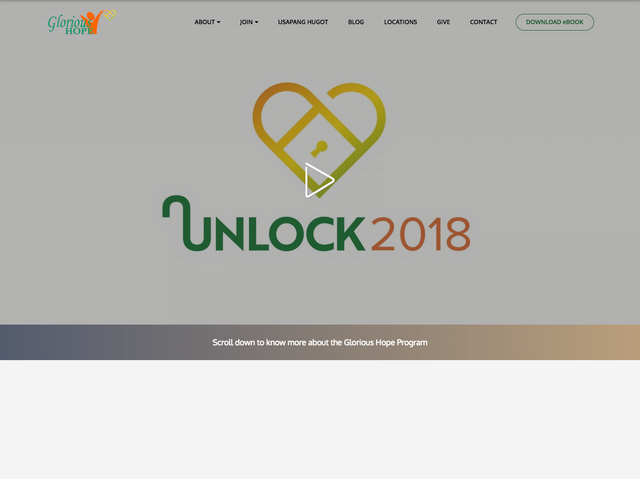 Glorious
HOPE
ABOUT
JOIN
USAPANG HUGOT
BLOG
LOCATIONS
GIVE
CONTACT
DOWNLOAD eBOOK
UNLOCK 2018
Scroll down to know more about the Glorious Hope Program